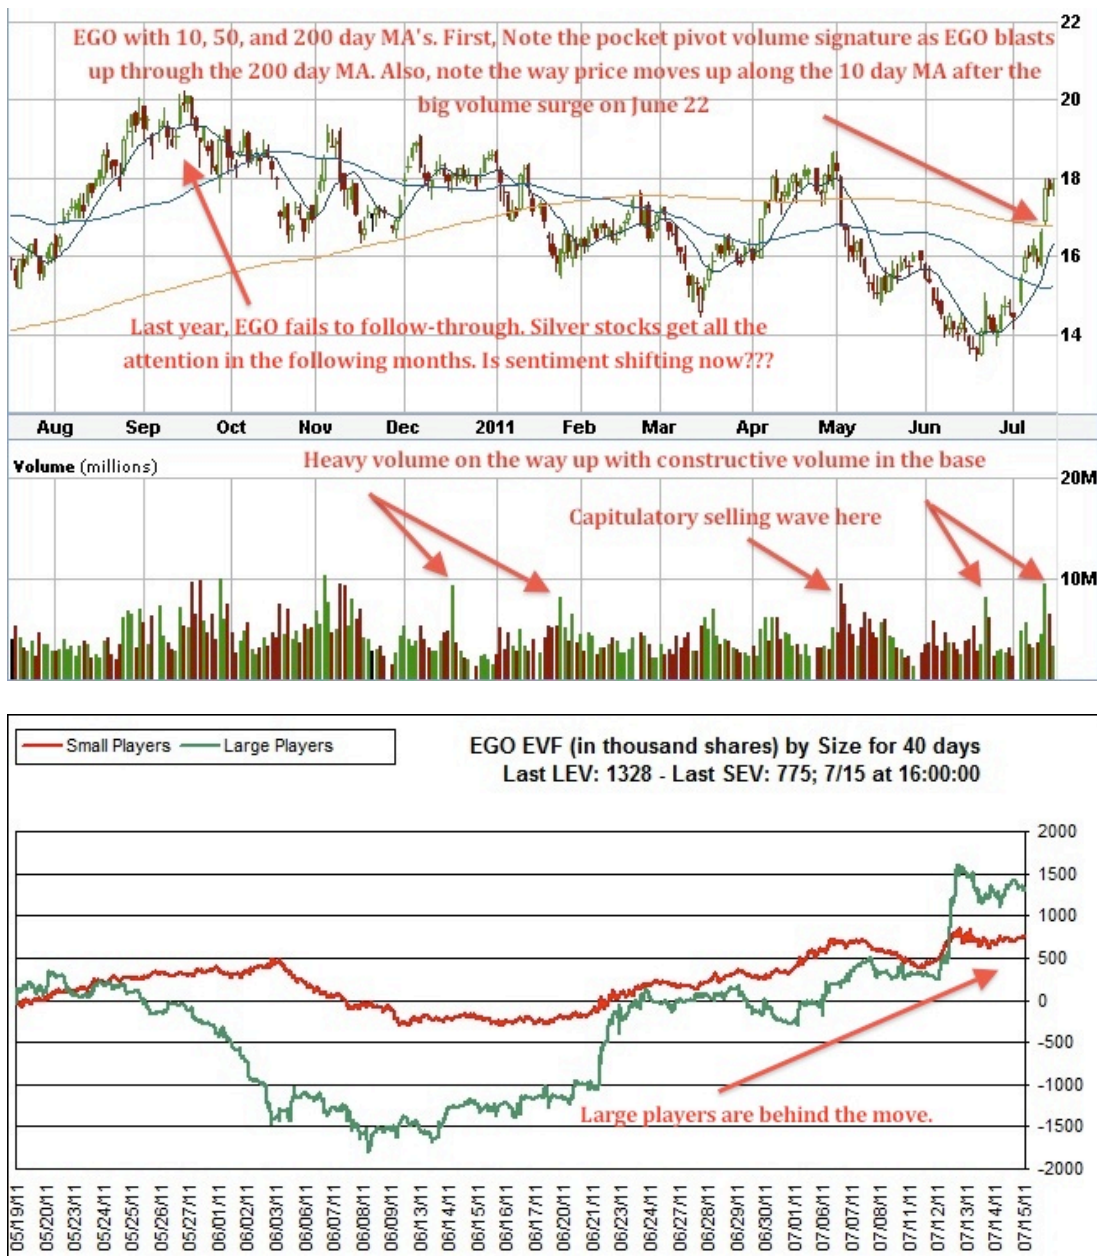 22
EGO with 10, 50, and 200 day MA's. First, Note the pocket pivot volume signature as EGO blasts
up through the 200 day MA. Also, note the way price moves up along the 10 day MA after the
big volume surge on June 22
20
18
16
Last year, EGO fails to follow-through. Silver stocks get all the
attention in the following months. Is sentiment shifting now???
14
Aug Sep Oct Nov Dec 2011 Feb Mar Apr May Jun Jul
Volume (millions)
Heavy volume on the way up with constructive volume in the base
20M
Capitulatory selling wave here
10M
Small Players Large Players
EGO EVF (in thousand shares) by Size for 40 days
Last LEV: 1328 - Last SEV: 775; 7/15 at 16:00:00
2000
1500
1000
500
0
-500
-1000
Large players are behind the move.
-1500
-2000
05/19/11 05/20/11 05/23/11 05/24/11 05/25/11 05/26/11 05/27/11 06/01/11 06/02/11 06/03/11 06/06/11 06/07/11 06/08/11 06/09/11 06/13/11 06/14/11 06/15/11 06/16/11 06/17/11 06/20/11 06/21/11 06/23/11 06/24/11 06/27/11 06/28/11 06/29/11 06/30/11 07/01/11 07/06/11 07/07/11 07/08/11 07/11/11 07/12/11 07/13/11 07/14/11 07/15/11